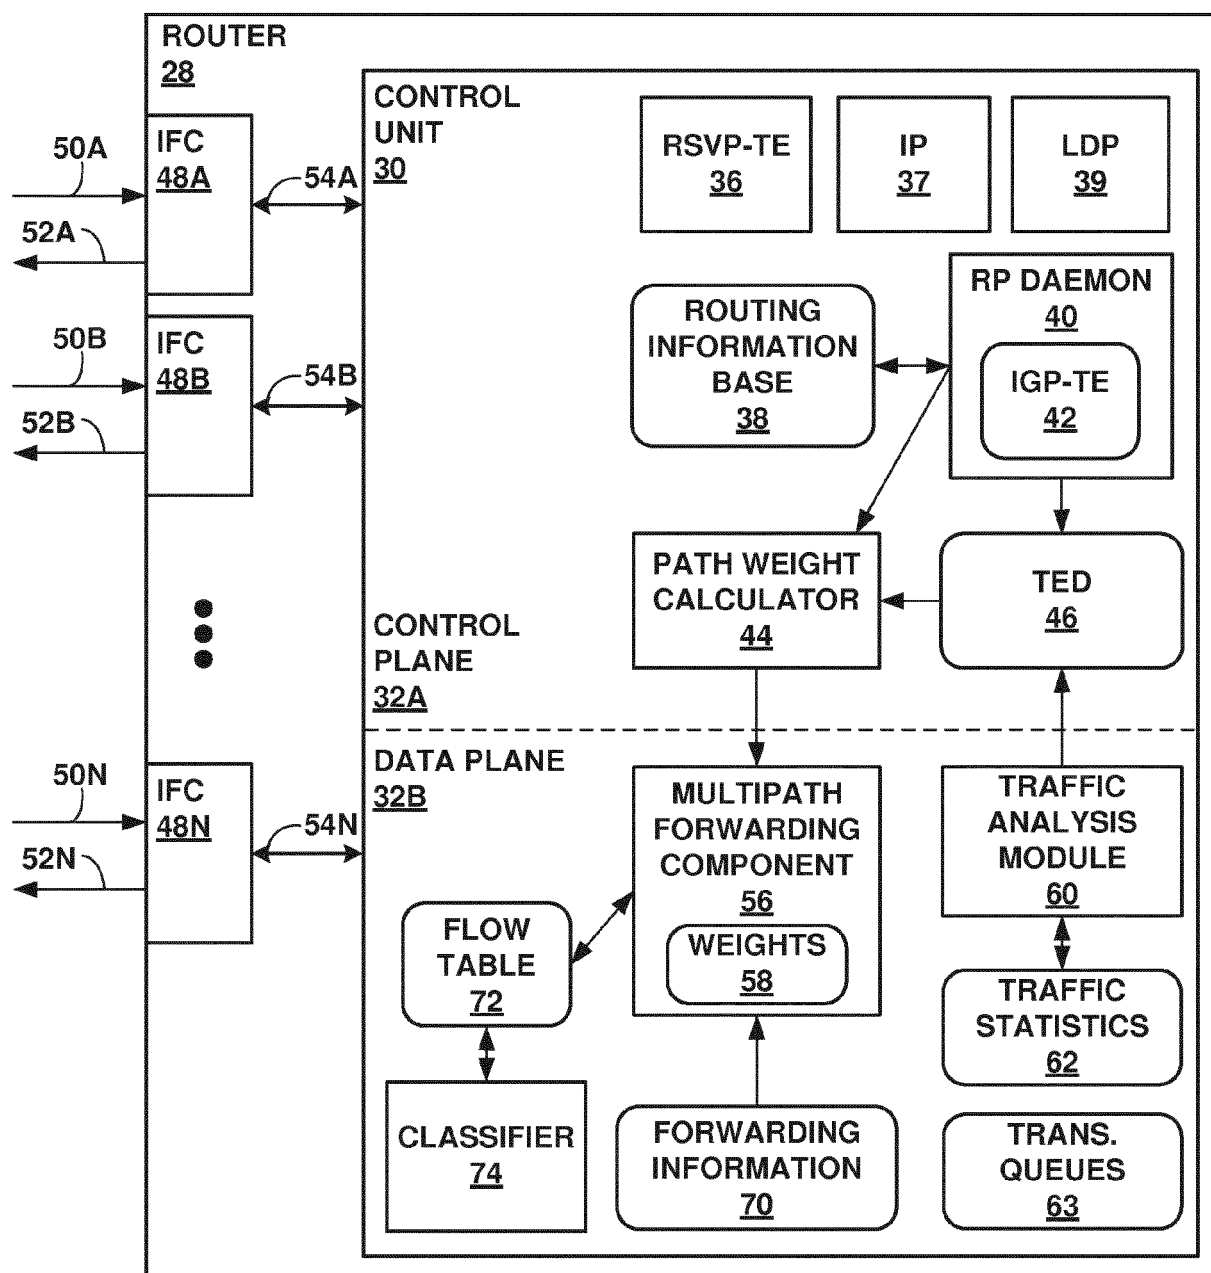 ROUTER
28
CONTROL
UNIT
30
RSVP-TE
36
IP
37
LDP
39
50A
IFC
48A
54A
52A
RP DAEMON
40
IGP-TE
42
ROUTING
INFORMATION
BASE
38
50B
IFC
48B
54B
52B
PATH WEIGHT
CALCULATOR
44
TED
46
CONTROL
PLANE
32A
DATA PLANE
32B
50N
IFC
48N
54N
52N
MULTIPATH
FORWARDING
COMPONENT
56
WEIGHTS
58
TRAFFIC
ANALYSIS
MODULE
60
FLOW
TABLE
72
TRAFFIC
STATISTICS
62
CLASSIFIER
74
FORWARDING
INFORMATION
70
TRANS.
QUEUES
63